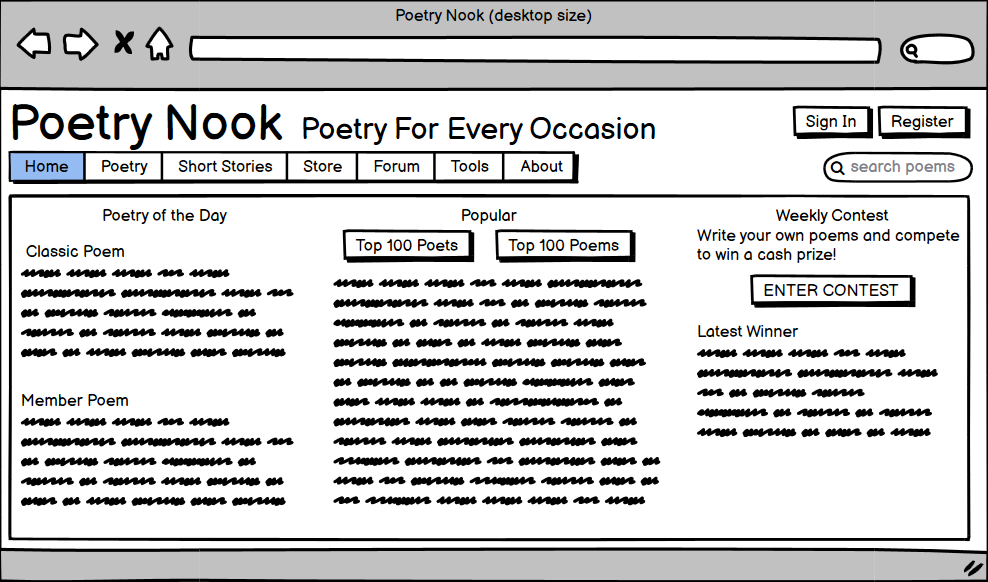 Poetry Nook (desktop size)
Poetry Nook Poetry For Every Occasion
Sign In Register
Home Poetry Short Stories Store Forum Tools About
search poems
Poetry of the Day
Classic Poem
Member Poem
Popular
Top 100 Poets Top 100 Poems
Weekly Contest
Write your own poems and compete
to win a cash prize!
ENTER CONTEST
Latest Winner